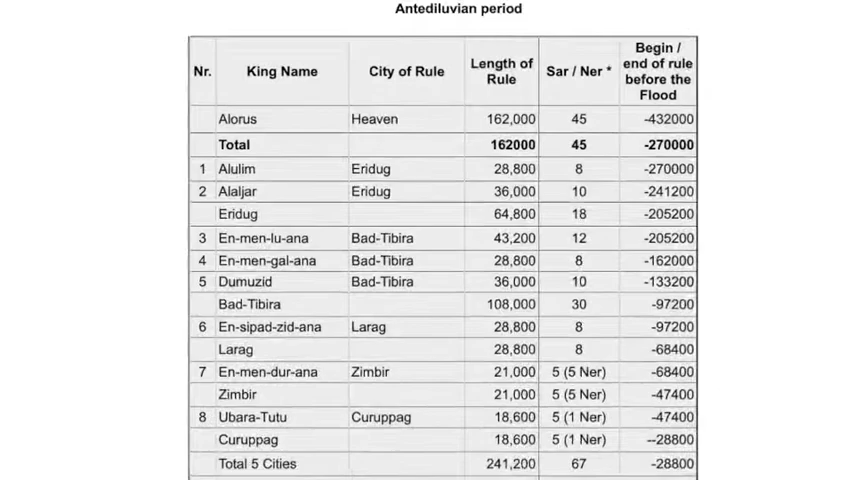 Antediluvian period
Nr. King Name City of Rule Length of Rule Sar / Ner * Begin / end of rule before the Flood
Alorus Heaven 162,000 45 -432000
Total 162000 45 -270000
1 Alulim Eridug 28,800 8 -270000
2 Alaljar Eridug 36,000 10 -241200
Eridug 64,800 18 -205200
3 En-men-lu-ana Bad-Tibira 43,200 12 -205200
4 En-men-gal-ana Bad-Tibira 28,800 8 -162000
5 Dumuzid Bad-Tibira 36,000 10 -133200
Bad-Tibira 108,000 30 -97200
6 En-sipad-zid-ana Larag 28,800 8 -97200
Larag 28,800 8 -68400
7 En-men-dur-ana Zimbir 21,000 5 (5 Ner) -68400
Zimbir 21,000 5 (5 Ner) -47400
8 Ubara-Tutu Curuppag 18,600 5 (1 Ner) -47400
Curuppag 18,600 5 (1 Ner) --28800
Total 5 Cities 241,200 67 -28800